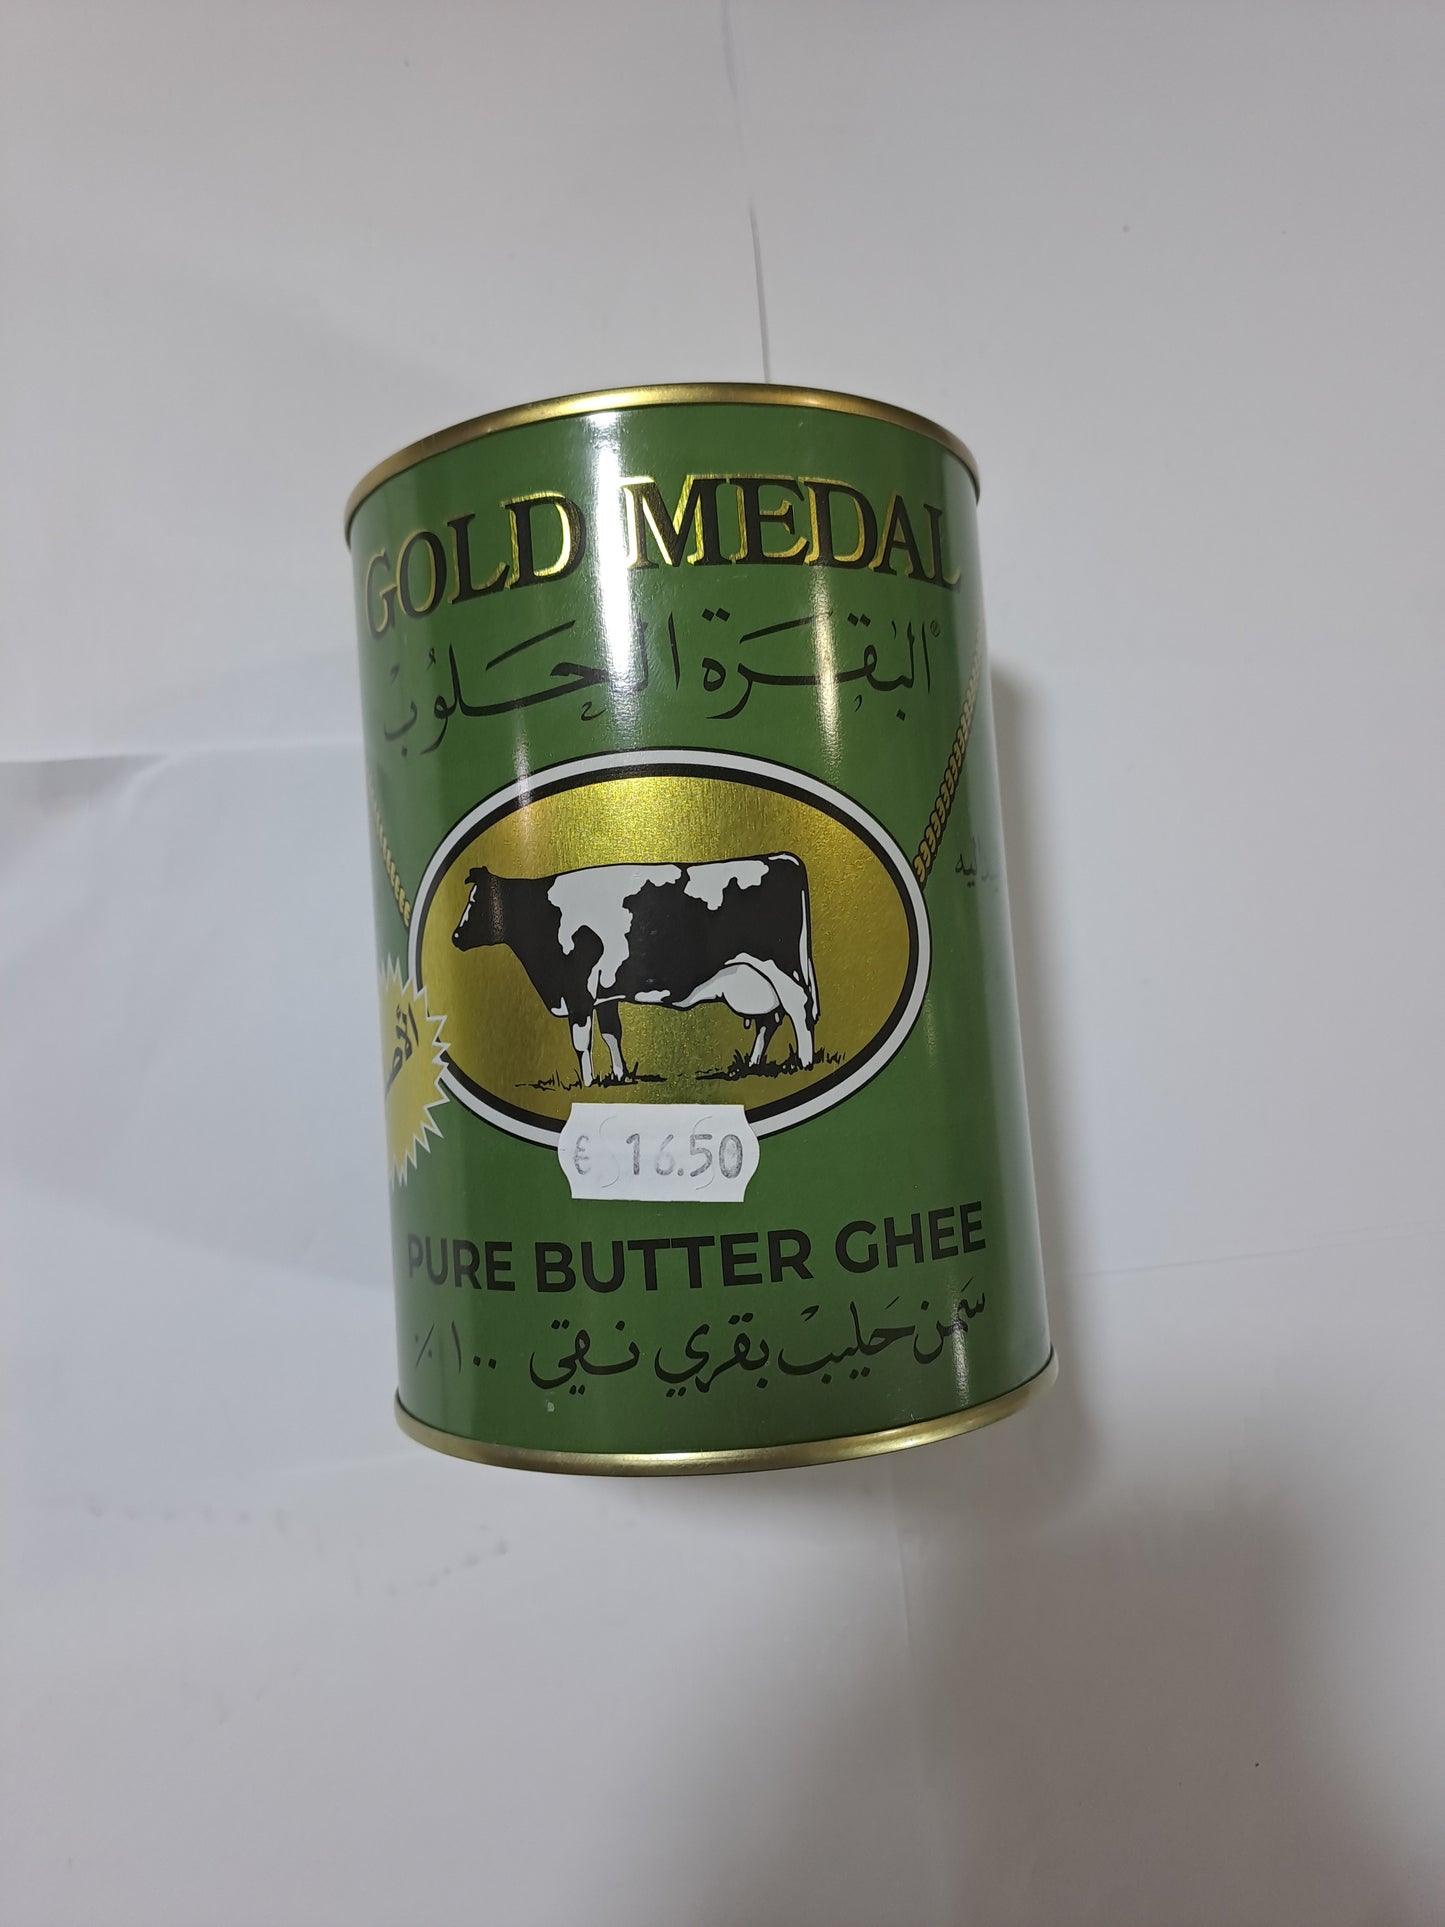 GOLD MEDAL
البقرة الحلوب®
€ 16.50
PURE BUTTER GHEE
سمن حليب بقري نقي ١٠٠٪